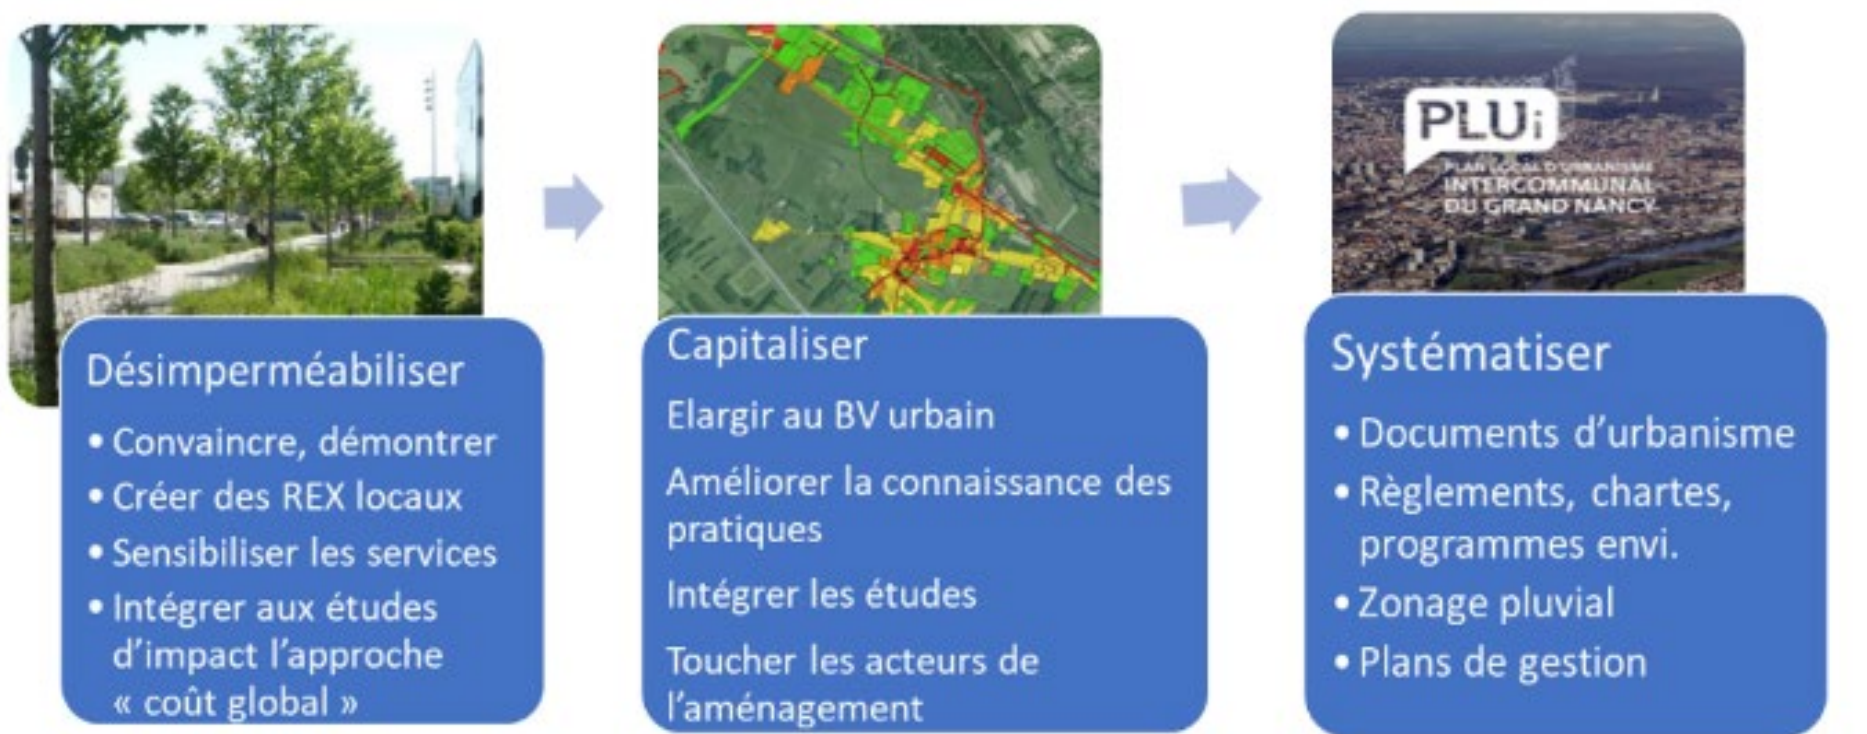 Désimperméabiliser
• Convaincre, démontrer
• Créer des REX locaux
• Sensibiliser les services
• Intégrer aux études
d'impact l'approche
« coût global »
Capitaliser
Elargir au BV urbain
Améliorer la connaissance des
pratiques
Intégrer les études
Toucher les acteurs de
l'aménagement
PLUi
PLAN LOCAL D'URBANISME
INTERCOMMUNAL
DU GRAND NANCY
Systématiser
• Documents d'urbanisme
• Règlements, chartes,
programmes envi.
• Zonage pluvial
• Plans de gestion